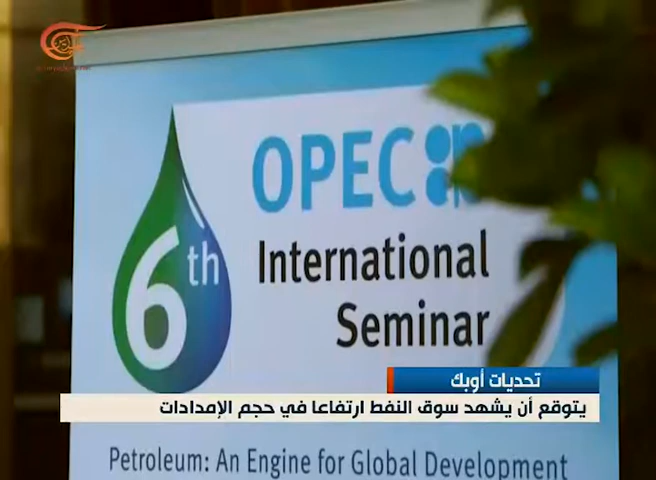 OPEC
6th
International
Seminar
تحديات أوبك
يتوقع أن يشهد سوق النفط ارتفاعا في حجم الإمدادات
Petroleum: An Engine for Global Development